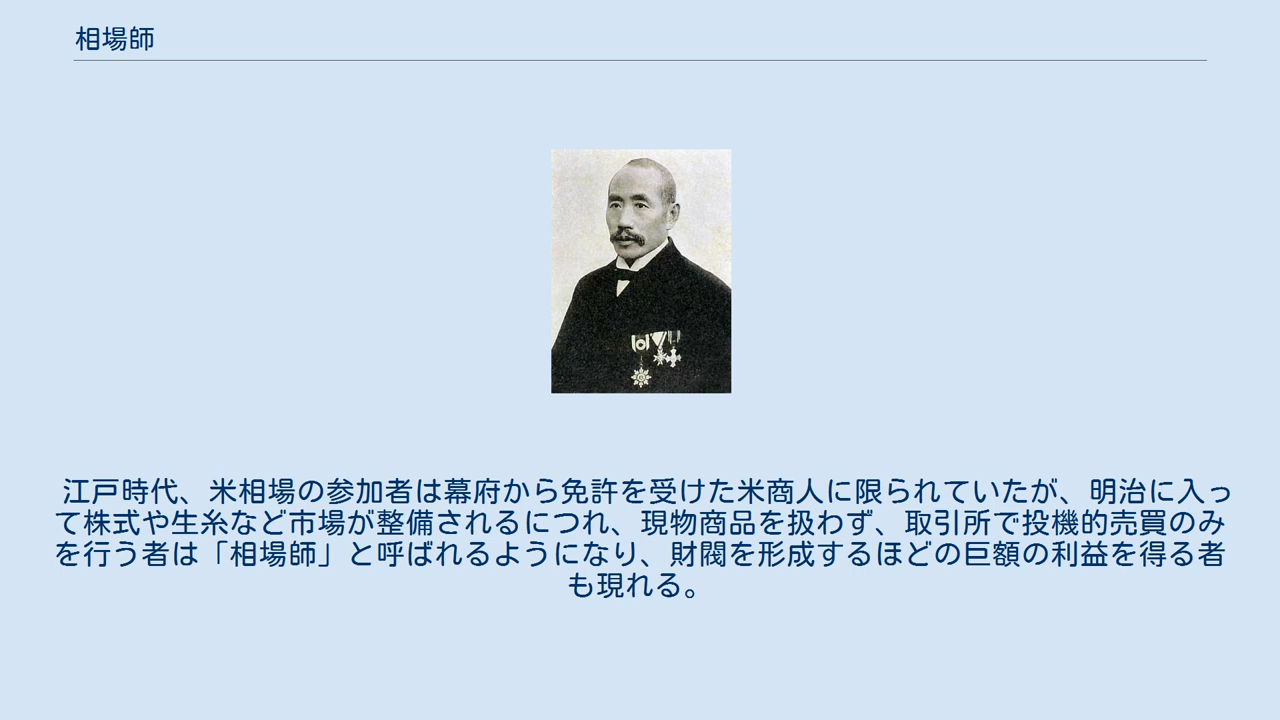 相場師
江戸時代、米相場の参加者は幕府から免許を受けた米商人に限られていたが、明治に入っ
て株式や生糸など市場が整備されるにつれ、現物商品を扱わず、取引所で投機的売買のみ
を行う者は「相場師」と呼ばれるようになり、財閥を形成するほどの巨額の利益を得る者
も現れる。